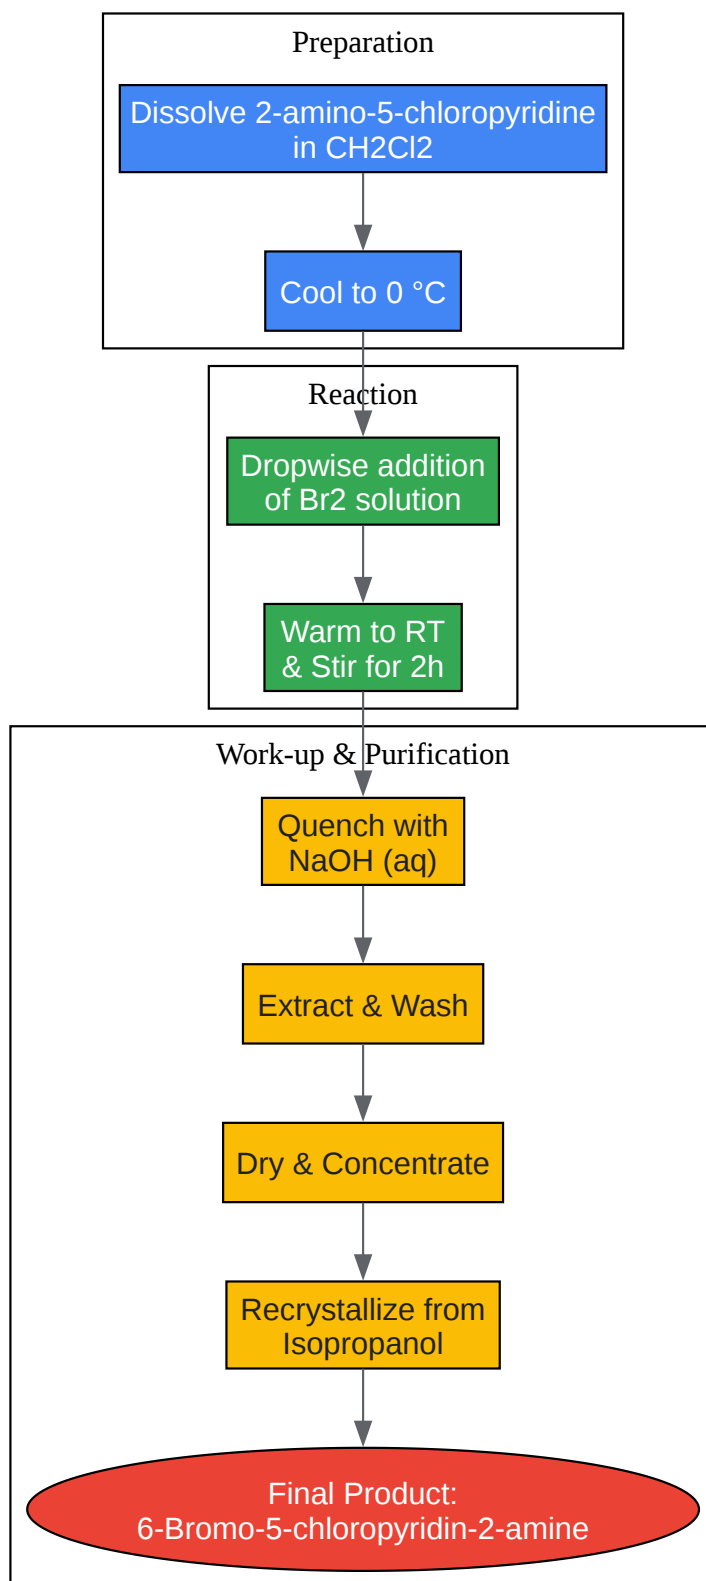 Preparation
Dissolve 2-amino-5-chloropyridine
in CH2Cl2
Cool to 0 °C
Reaction
Dropwise addition
of Br2 solution
Warm to RT
& Stir for 2h
Work-up & Purification
Quench with
NaOH (aq)
Extract & Wash
Dry & Concentrate
Recrystallize from
Isopropanol
Final Product:
6-Bromo-5-chloropyridin-2-amine